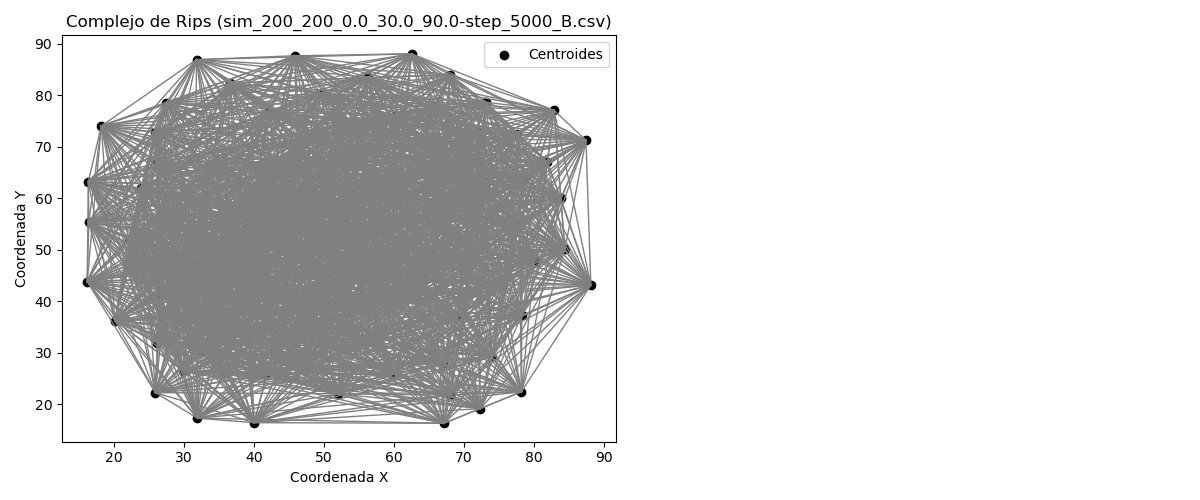 Complejo de Rips (sim_200_200_0.0_30.0_90.0-step_5000_B.csv)
Centroides
90
80
70
60
50
40
30
20
Coordenada Y
20 30 40 50 60 70 80 90
Coordenada X